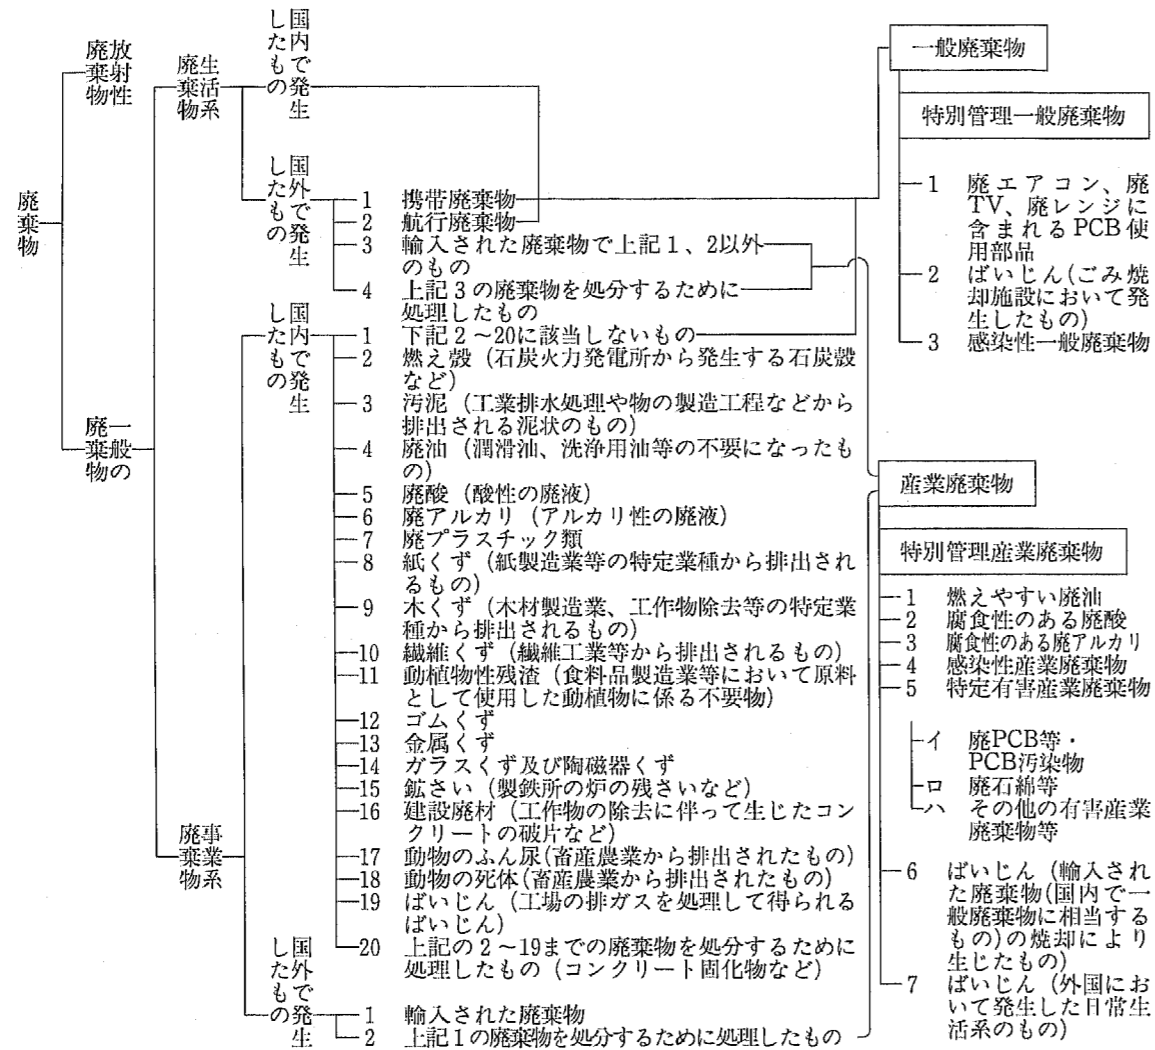 廃棄物
放射性
廃棄物
一般の
廃棄物
生活系
廃棄物
事業系
廃棄物
国内で発生
したもの
国外で発生
したもの
1 携帯廃棄物
2 航行廃棄物
3 輸入された廃棄物で上記1、2以外
のもの
4 上記3の廃棄物を処分するために
処理したもの
国内で発生
したもの
1 下記2~20に該当しないもの
2 燃え殻(石炭火力発電所から発生する石炭殻
など)
3 汚泥(工業排水処理や物の製造工程などから
排出される泥状のもの)
4 廃油(潤滑油、洗浄用油等の不要になったも
の)
5 廃酸(酸性の廃液)
6 廃アルカリ(アルカリ性の廃液)
7 廃プラスチック類
8 紙くず(紙製造業等の特定業種から排出され
るもの)
9 木くず(木材製造業、工作物除去等の特定業
種から排出されるもの)
10 繊維くず(繊維工業等から排出されるもの)
11 動植物性残渣(食料品製造業等において原料
として使用した動植物に係る不要物)
12 ゴムくず
13 金属くず
14 ガラスくず及び陶磁器くず
15 鉱さい(製鉄所の炉の残さいなど)
16 建設廃材(工作物の除去に伴って生じたコン
クリートの破片など)
17 動物のふん尿(畜産農業から排出されたもの)
18 動物の死体(畜産農業から排出されたもの)
19 ばいじん(工場の排ガスを処理して得られる
ばいじん)
20 上記の2~19までの廃棄物を処分するために
処理したもの(コンクリート固化物など)
国外で発生
したもの
1 輸入された廃棄物
2 上記1の廃棄物を処分するために処理したもの
一般廃棄物
特別管理一般廃棄物
1 廃エアコン、廃
TV、廃レンジに
含まれるPCB使
用部品
2 ばいじん(ごみ焼
却施設において発
生したもの)
3 感染性一般廃棄物
産業廃棄物
特別管理産業廃棄物
1 燃えやすい廃油
2 腐食性のある廃酸
3 腐食性のある廃アルカリ
4 感染性産業廃棄物
5 特定有害産業廃棄物
イ 廃PCB等・
PCB汚染物
ロ 廃石綿等
ハ その他の有害産業
廃棄物等
6 ばいじん(輸入され
た廃棄物(国内で一
般廃棄物に相当する
もの)の焼却により
生じたもの)
7 ばいじん(外国にお
いて発生した日常生
活系のもの)